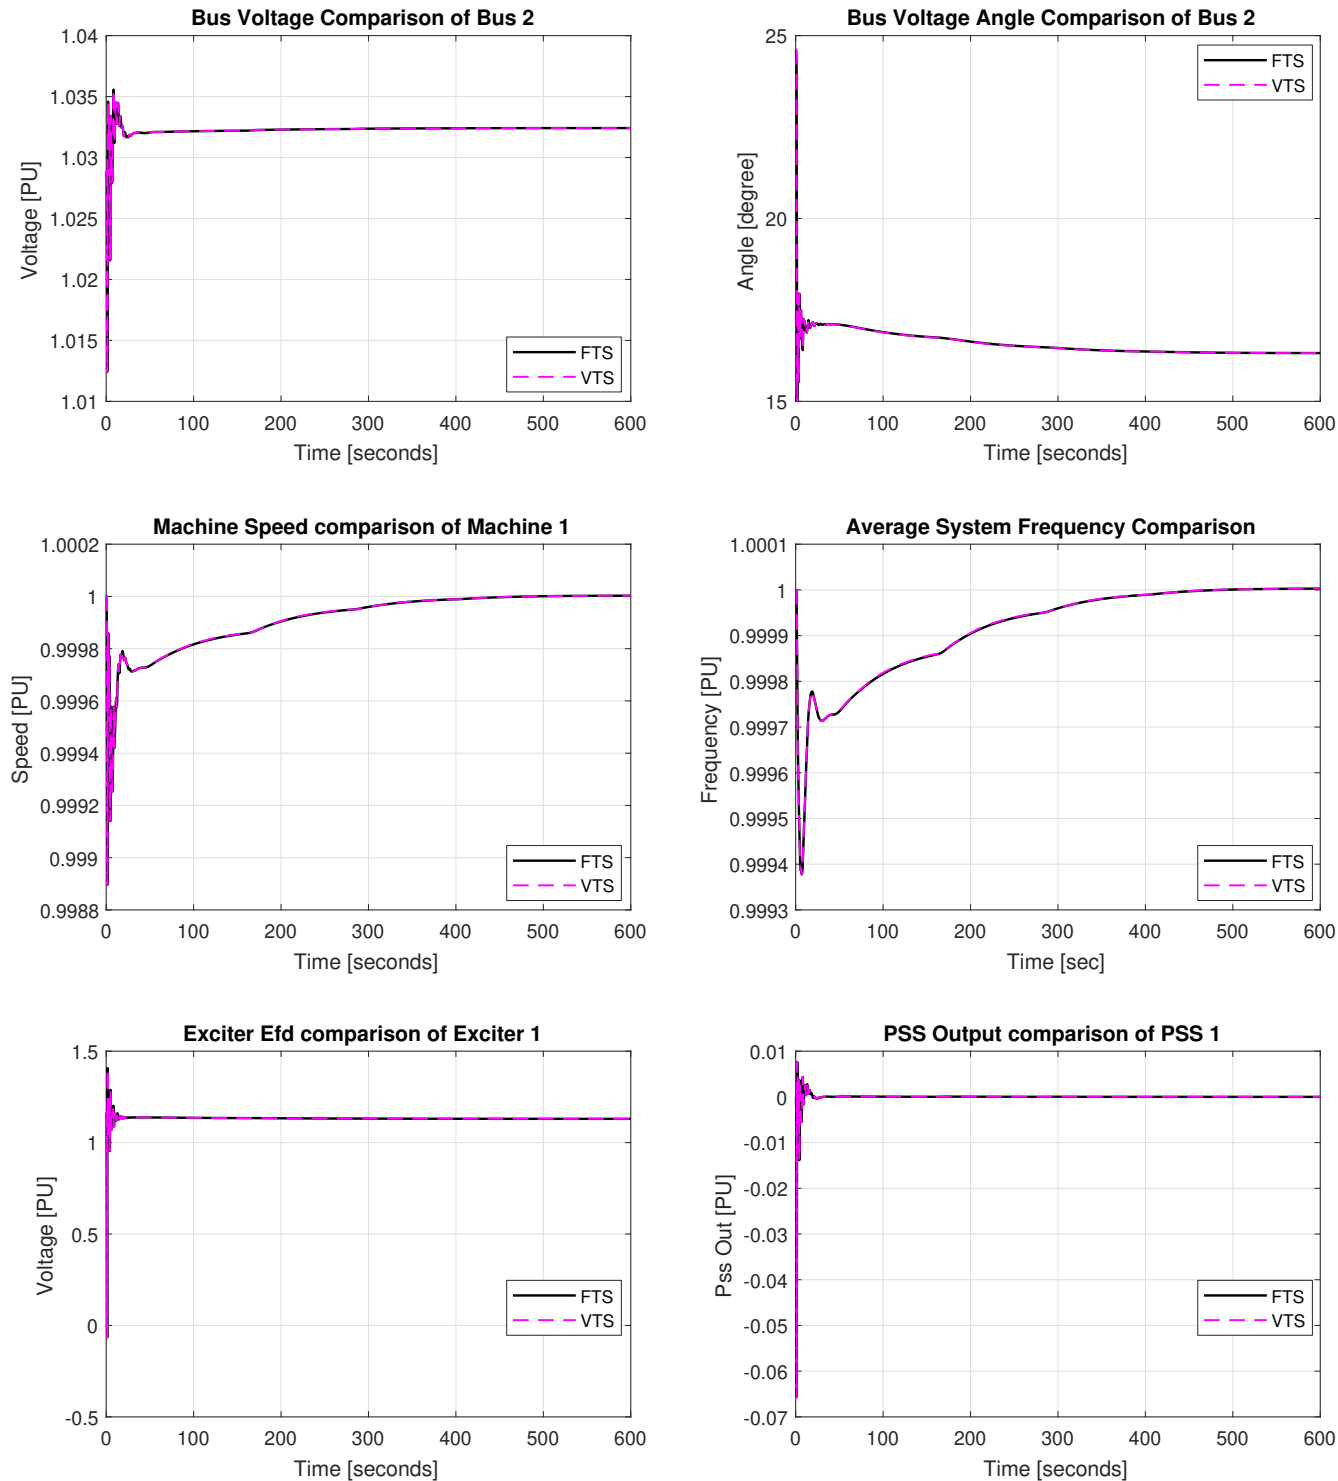 Bus Voltage Comparison of Bus 2
1.04
1.035
1.03
1.025
1.02
1.015
1.01
Voltage [PU]
FTS
VTS
0 100 200 300 400 500 600
Time [seconds]
Bus Voltage Angle Comparison of Bus 2
25
20
15
Angle [degree]
FTS
VTS
0 100 200 300 400 500 600
Time [seconds]
Machine Speed comparison of Machine 1
1.0002
1
0.9998
0.9996
0.9994
0.9992
0.999
0.9988
Speed [PU]
FTS
VTS
0 100 200 300 400 500 600
Time [seconds]
Average System Frequency Comparison
1.0001
1
0.9999
0.9998
0.9997
0.9996
0.9995
0.9994
0.9993
Frequency [PU]
FTS
VTS
0 100 200 300 400 500 600
Time [sec]
Exciter Efd comparison of Exciter 1
1.5
1
0.5
0
-0.5
Voltage [PU]
FTS
VTS
0 100 200 300 400 500 600
Time [seconds]
PSS Output comparison of PSS 1
0.01
0
-0.01
-0.02
-0.03
-0.04
-0.05
-0.06
-0.07
Pss Out [PU]
FTS
VTS
0 100 200 300 400 500 600
Time [seconds]